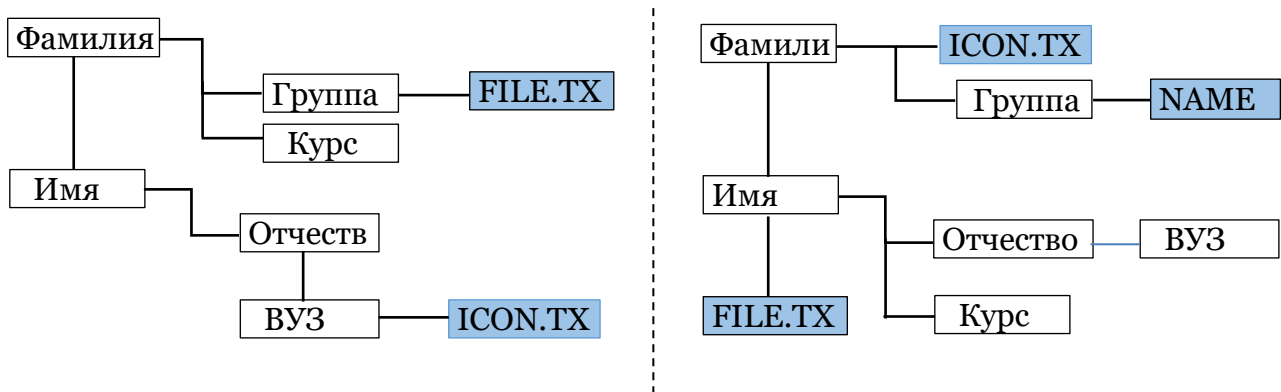 Фамилия
Группа
FILE.TX
Курс
Имя
Отчеств
ВУЗ
ICON.TX
Фамили
ICON.TX
Группа
NAME
Имя
Отчество
ВУЗ
FILE.TX
Курс